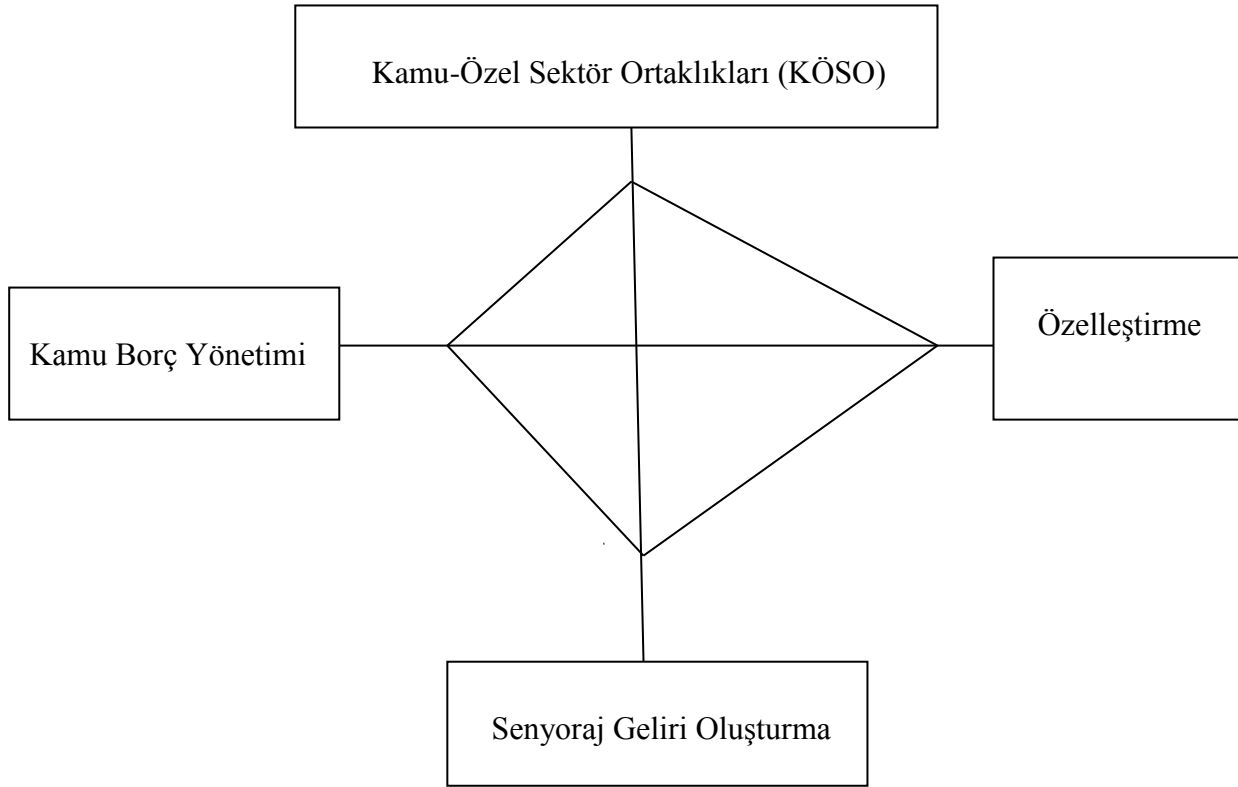 Kamu-Özel Sektör Ortaklıkları (KÖSO)
Özelleştirme
Kamu Borç Yönetimi
Senyoraj Geliri Oluşturma